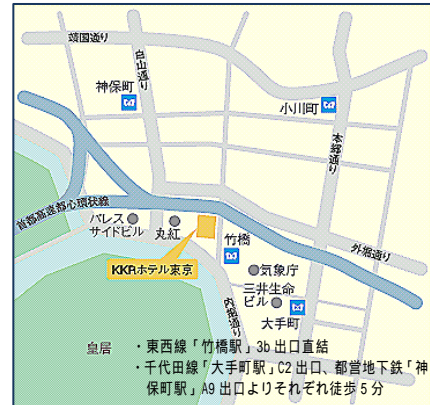 靖国通り
白山通り
神保町
小川町
本郷通り
首都高速都心環状線
パレス
サイドビル
丸紅
竹橋
外堀通り
KKRホテル東京
気象庁
三井生命
ビル
内堀通り
大手町
皇居
・東西線「竹橋駅」3b出口直結
・千代田線「大手町駅」C2出口、都営地下鉄「神
保町駅」A9出口よりそれぞれ徒歩5分